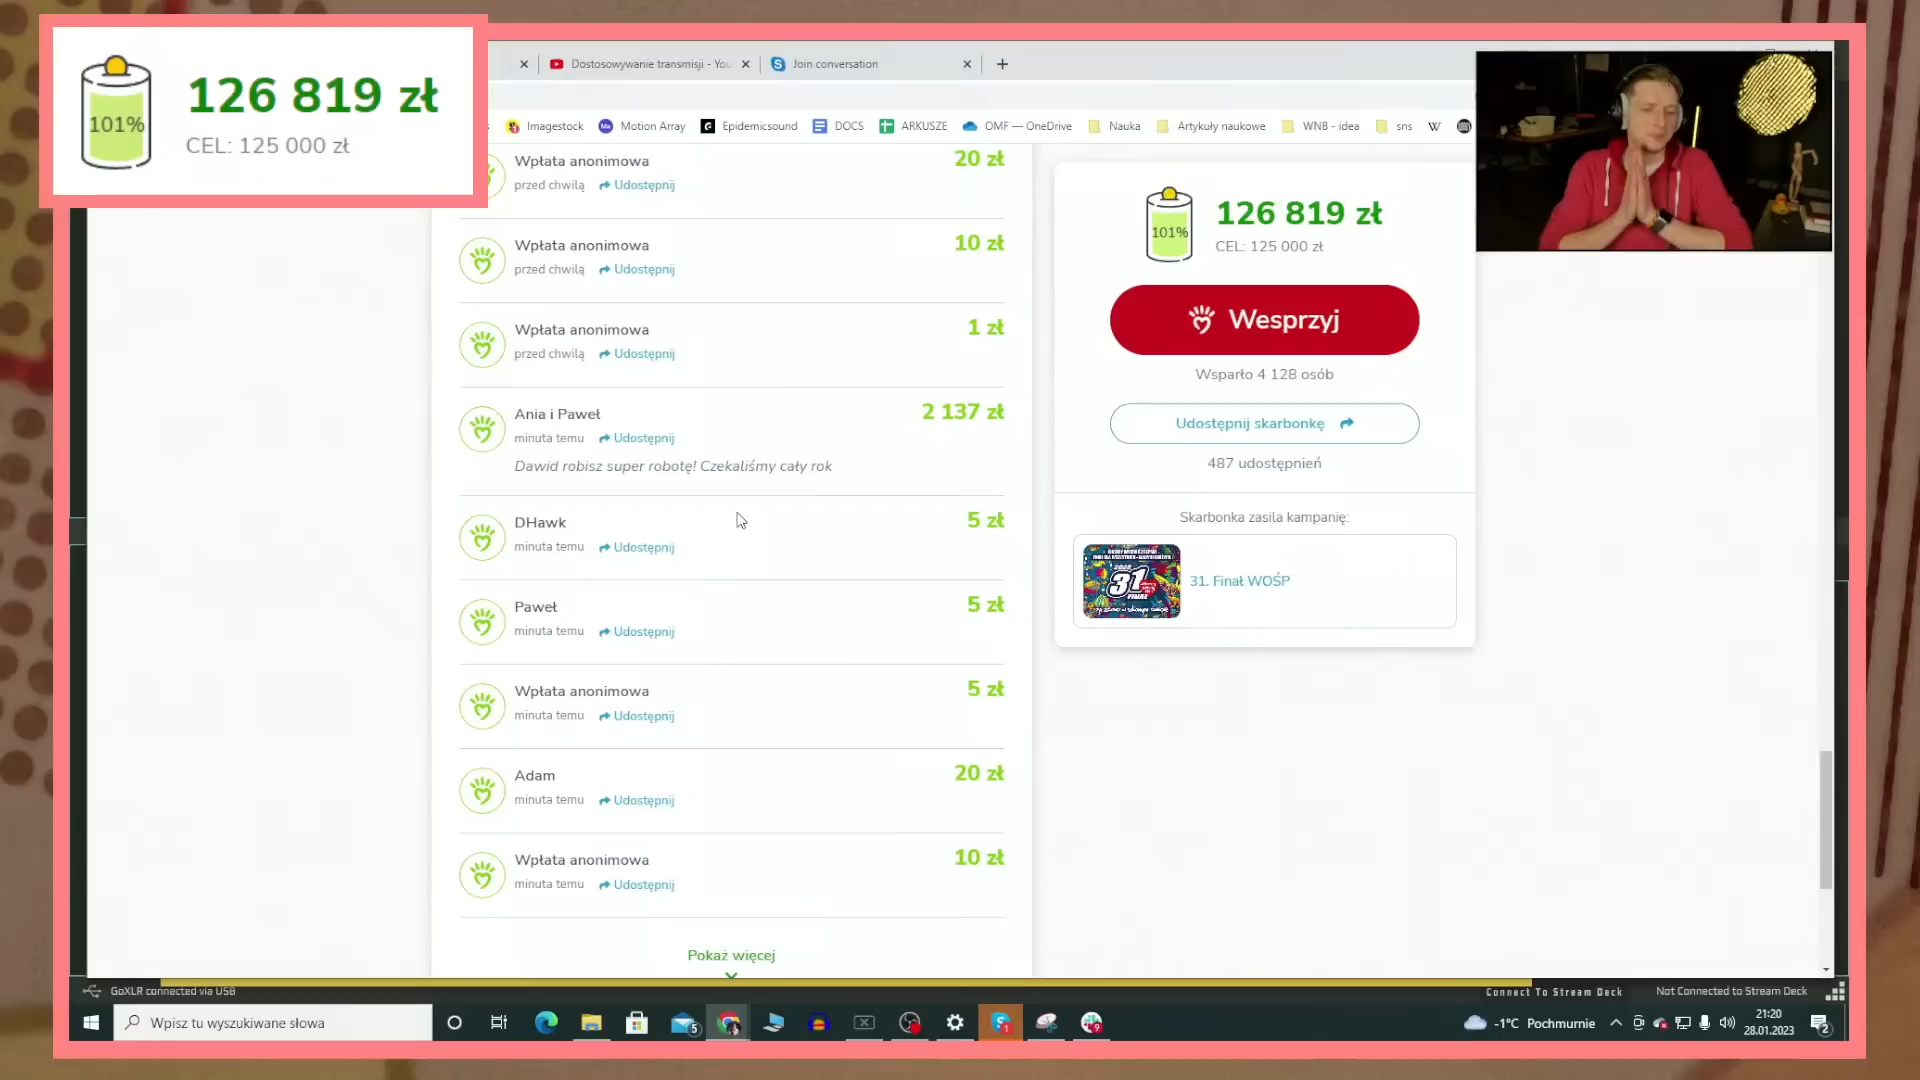 101%
126 819 zł
CEL: 125 000 zł
Dostosowywanie transmisji - You
Join conversation
Imagestock
Motion Array
Epidemicsound
DOCS
ARKUSZE
OMF — OneDrive
Nauka
Artykuły naukowe
WNB - idea
sns
W
Wpłata anonimowa
20 zł
przed chwilą
Udostępnij
Wpłata anonimowa
10 zł
przed chwilą
Udostępnij
Wpłata anonimowa
1 zł
przed chwilą
Udostępnij
Ania i Paweł
2 137 zł
minuta temu
Udostępnij
Dawid robisz super robotę! Czekaliśmy cały rok
DHawk
5 zł
minuta temu
Udostępnij
Paweł
5 zł
minuta temu
Udostępnij
Wpłata anonimowa
5 zł
minuta temu
Udostępnij
Adam
20 zł
minuta temu
Udostępnij
Wpłata anonimowa
10 zł
minuta temu
Udostępnij
Pokaż więcej
101%
126 819 zł
CEL: 125 000 zł
Wesprzyj
Wsparło 4 128 osób
Udostępnij skarbonkę
487 udostępnień
Skarbonka zasila kampanię:
31
31. Finał WOŚP
GoXLR connected via USB
Connect To Stream Deck
Not Connected to Stream Deck
Wpisz tu wyszukiwane słowa
5
1
9
-1°C Pochmurnie
21:20
28.01.2023
2